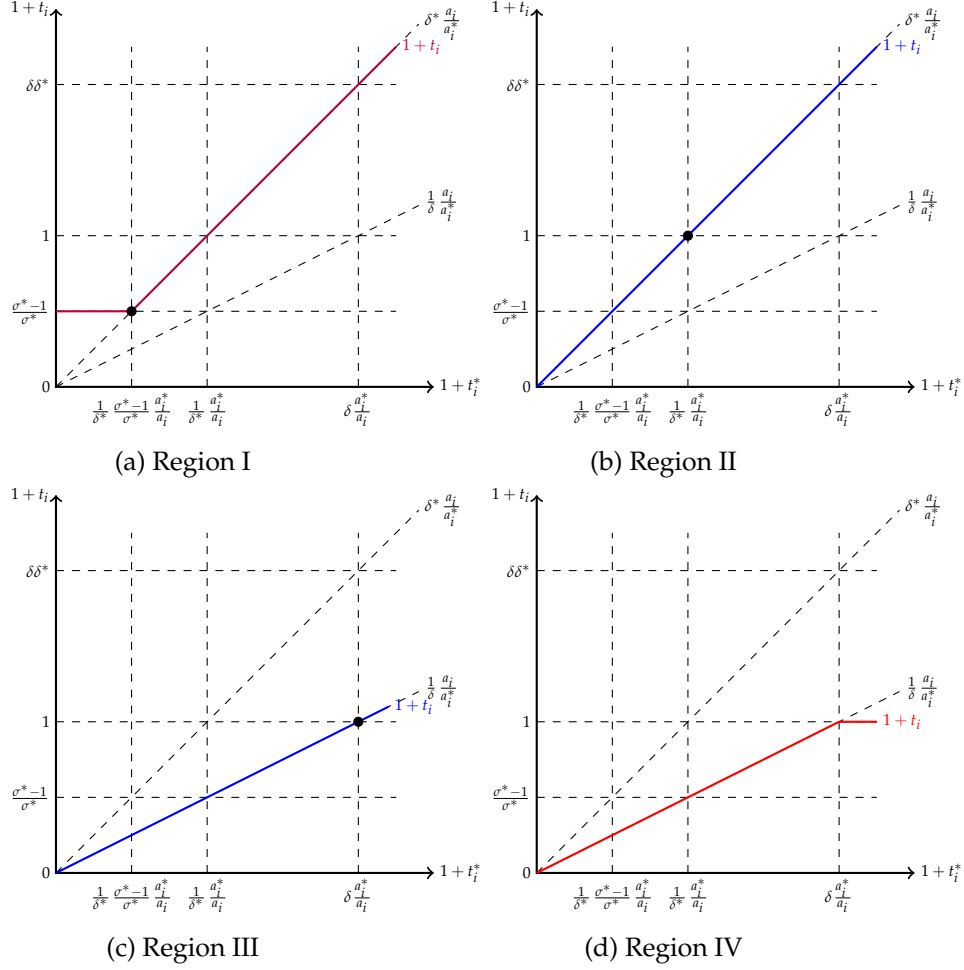 1 + t_i
δ* a_i/a_i*
1 + t_i
δδ*
1/δ a_i/a_i*
1
(σ*−1)/σ*
0
1 + t_i*
1/δ* (σ*−1)/σ* a_i*/a_i
1/δ* a_i*/a_i
δ a_i*/a_i
(a) Region I
1 + t_i
δ* a_i/a_i*
1 + t_i
δδ*
1/δ a_i/a_i*
1
(σ*−1)/σ*
0
1 + t_i*
1/δ* (σ*−1)/σ* a_i*/a_i
1/δ* a_i*/a_i
δ a_i*/a_i
(b) Region II
1 + t_i
δ* a_i/a_i*
δδ*
1/δ a_i/a_i*
1 + t_i
1
(σ*−1)/σ*
0
1 + t_i*
1/δ* (σ*−1)/σ* a_i*/a_i
1/δ* a_i*/a_i
δ a_i*/a_i
(c) Region III
1 + t_i
δ* a_i/a_i*
δδ*
1/δ a_i/a_i*
1 + t_i
1
(σ*−1)/σ*
0
1 + t_i*
1/δ* (σ*−1)/σ* a_i*/a_i
1/δ* a_i*/a_i
δ a_i*/a_i
(d) Region IV